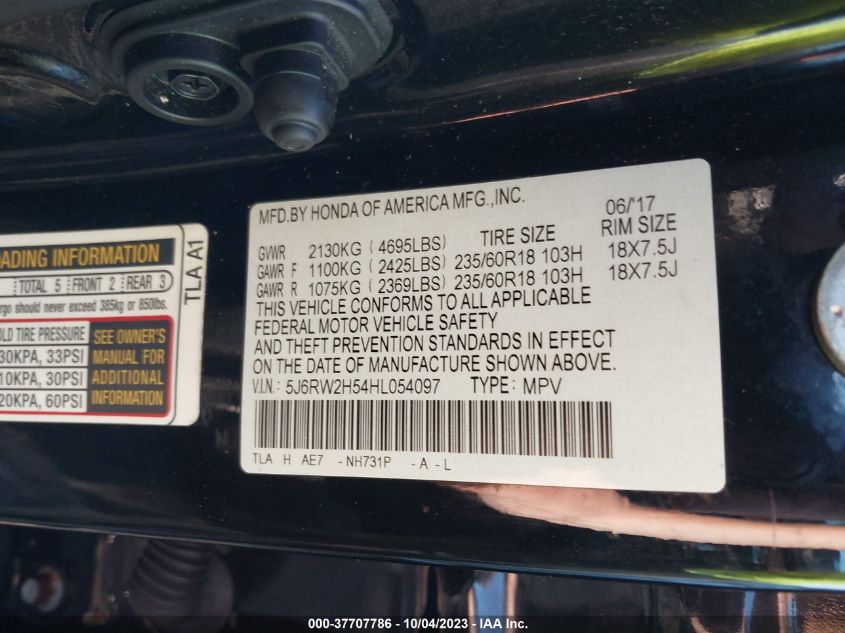 MFD.BY HONDA OF AMERICA MFG.,INC. 06/'17
GVWR 2130KG (4695LBS) TIRE SIZE RIM SIZE
GAWR F 1100KG (2425LBS) 235/60R18 103H 18X7.5J
GAWR R 1075KG (2369LBS) 235/60R18 103H 18X7.5J
THIS VEHICLE CONFORMS TO ALL APPLICABLE
FEDERAL MOTOR VEHICLE SAFETY
AND THEFT PREVENTION STANDARDS IN EFFECT
ON THE DATE OF MANUFACTURE SHOWN ABOVE.
V.I.N: 5J6RW2H54HL054097 TYPE: MPV
TLA H AE7 -NH731P -A -L
LOADING INFORMATION
TOTAL 5 FRONT 2 REAR 3
should never exceed 385kg or 850lbs.
TIRE PRESSURE
30KPA, 33PSI
10KPA, 30PSI
20KPA, 60PSI
SEE OWNER'S
MANUAL FOR
ADDITIONAL
INFORMATION
TLA A1
000-37707786 - 10/04/2023 - IAA Inc.